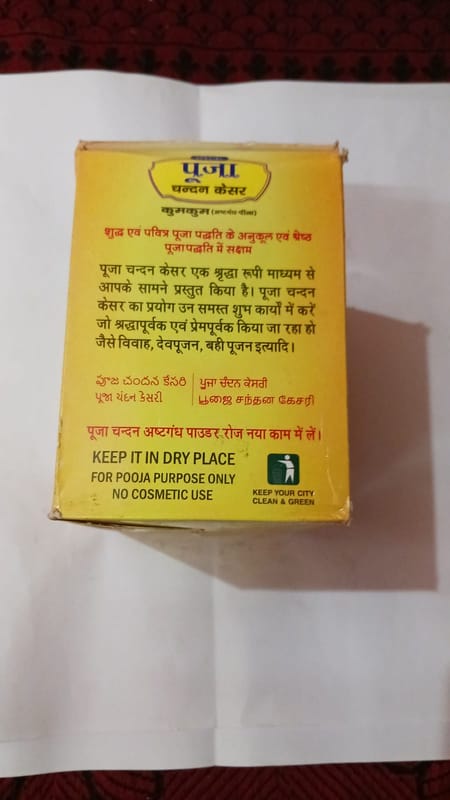 SPECIAL
पूजा
चन्दन केसर
कुमकुम (अष्टगंध पीला)
शुद्ध एवं पवित्र पूजा पद्धति के अनुकूल एवं श्रेष्ठ
पूजापद्धति में सक्षम
पूजा चन्दन केसर एक श्रृद्धा रूपी माध्यम से
आपके सामने प्रस्तुत किया है। पूजा चन्दन
केसर का प्रयोग उन समस्त शुभ कार्यों में करें
जो श्रद्धापूर्वक एवं प्रेमपूर्वक किया जा रहा हो
जैसे विवाह, देवपूजन, बही पूजन इत्यादि।
పూజ చందన కేసరి
પૂજા ચંદન કેસરી
ਪੂਜਾ ਚੰਦਨ ਕੇਸਰੀ
பூஜை சந்தன கேசரி
पूजा चन्दन अष्टगंध पाउडर रोज नया काम में लें।
KEEP IT IN DRY PLACE
FOR POOJA PURPOSE ONLY
NO COSMETIC USE
KEEP YOUR CITY
CLEAN & GREEN